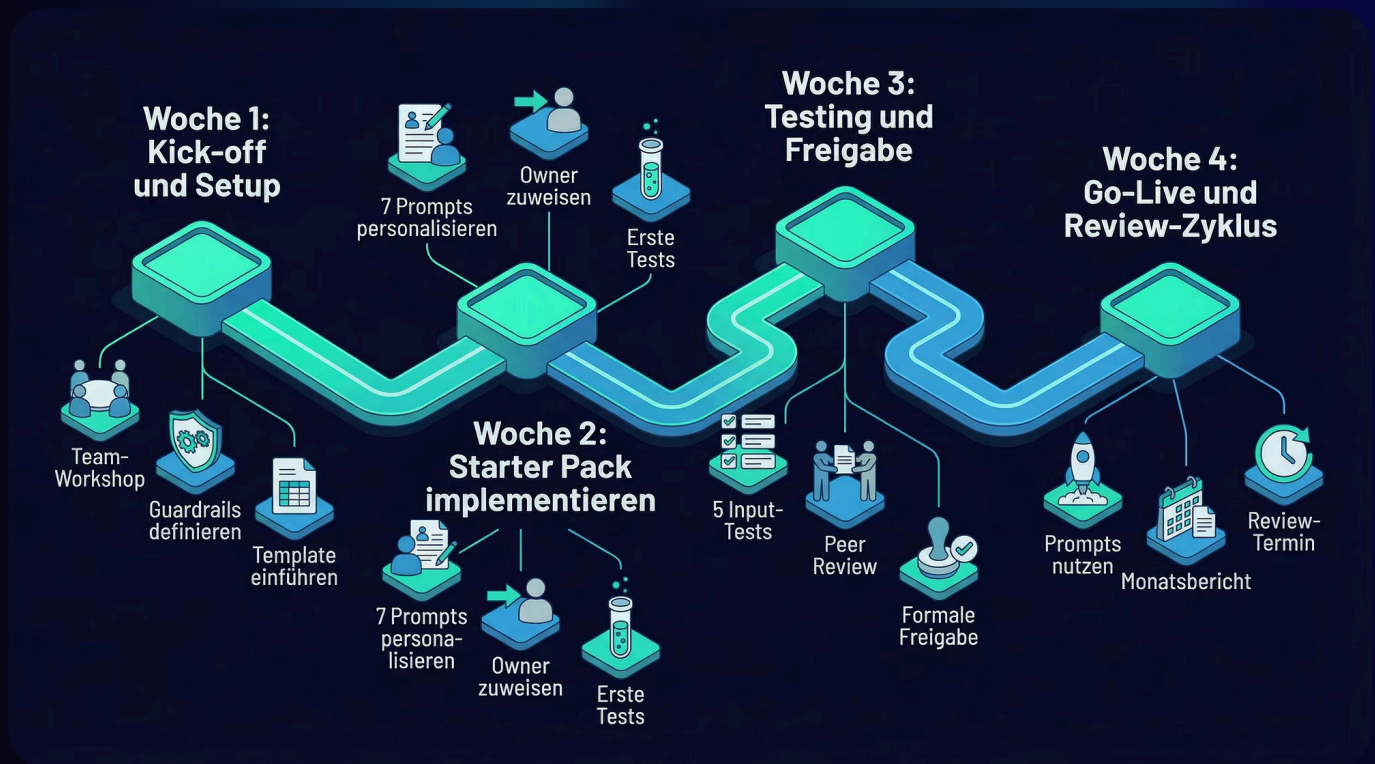 Woche 1:
Kick-off
und Setup
Team-
Workshop
Guardrails
definieren
Template
einführen
7 Prompts
personalisieren
Owner
zuweisen
Erste
Tests
Woche 2:
Starter Pack
implementieren
7 Prompts
persona-
lisieren
Owner
zuweisen
Erste
Tests
Woche 3:
Testing und
Freigabe
5 Input-
Tests
Peer
Review
Formale
Freigabe
Woche 4:
Go-Live und
Review-Zyklus
Prompts
nutzen
Monatsbericht
Review-
Termin